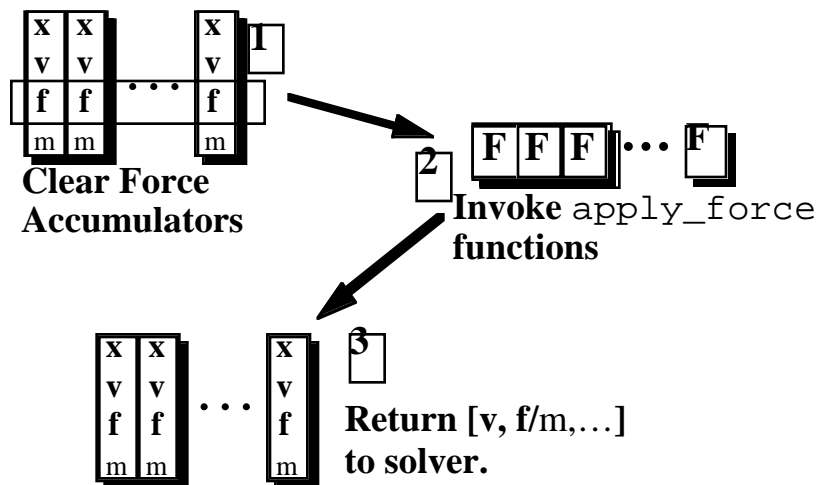 x x x 1
v v v
f f ... f
m m m
Clear Force
Accumulators
2 F F F ... F
Invoke apply_force
functions
x x x 3
v v v
f f ... f
m m m
Return [v, f/m,...]
to solver.